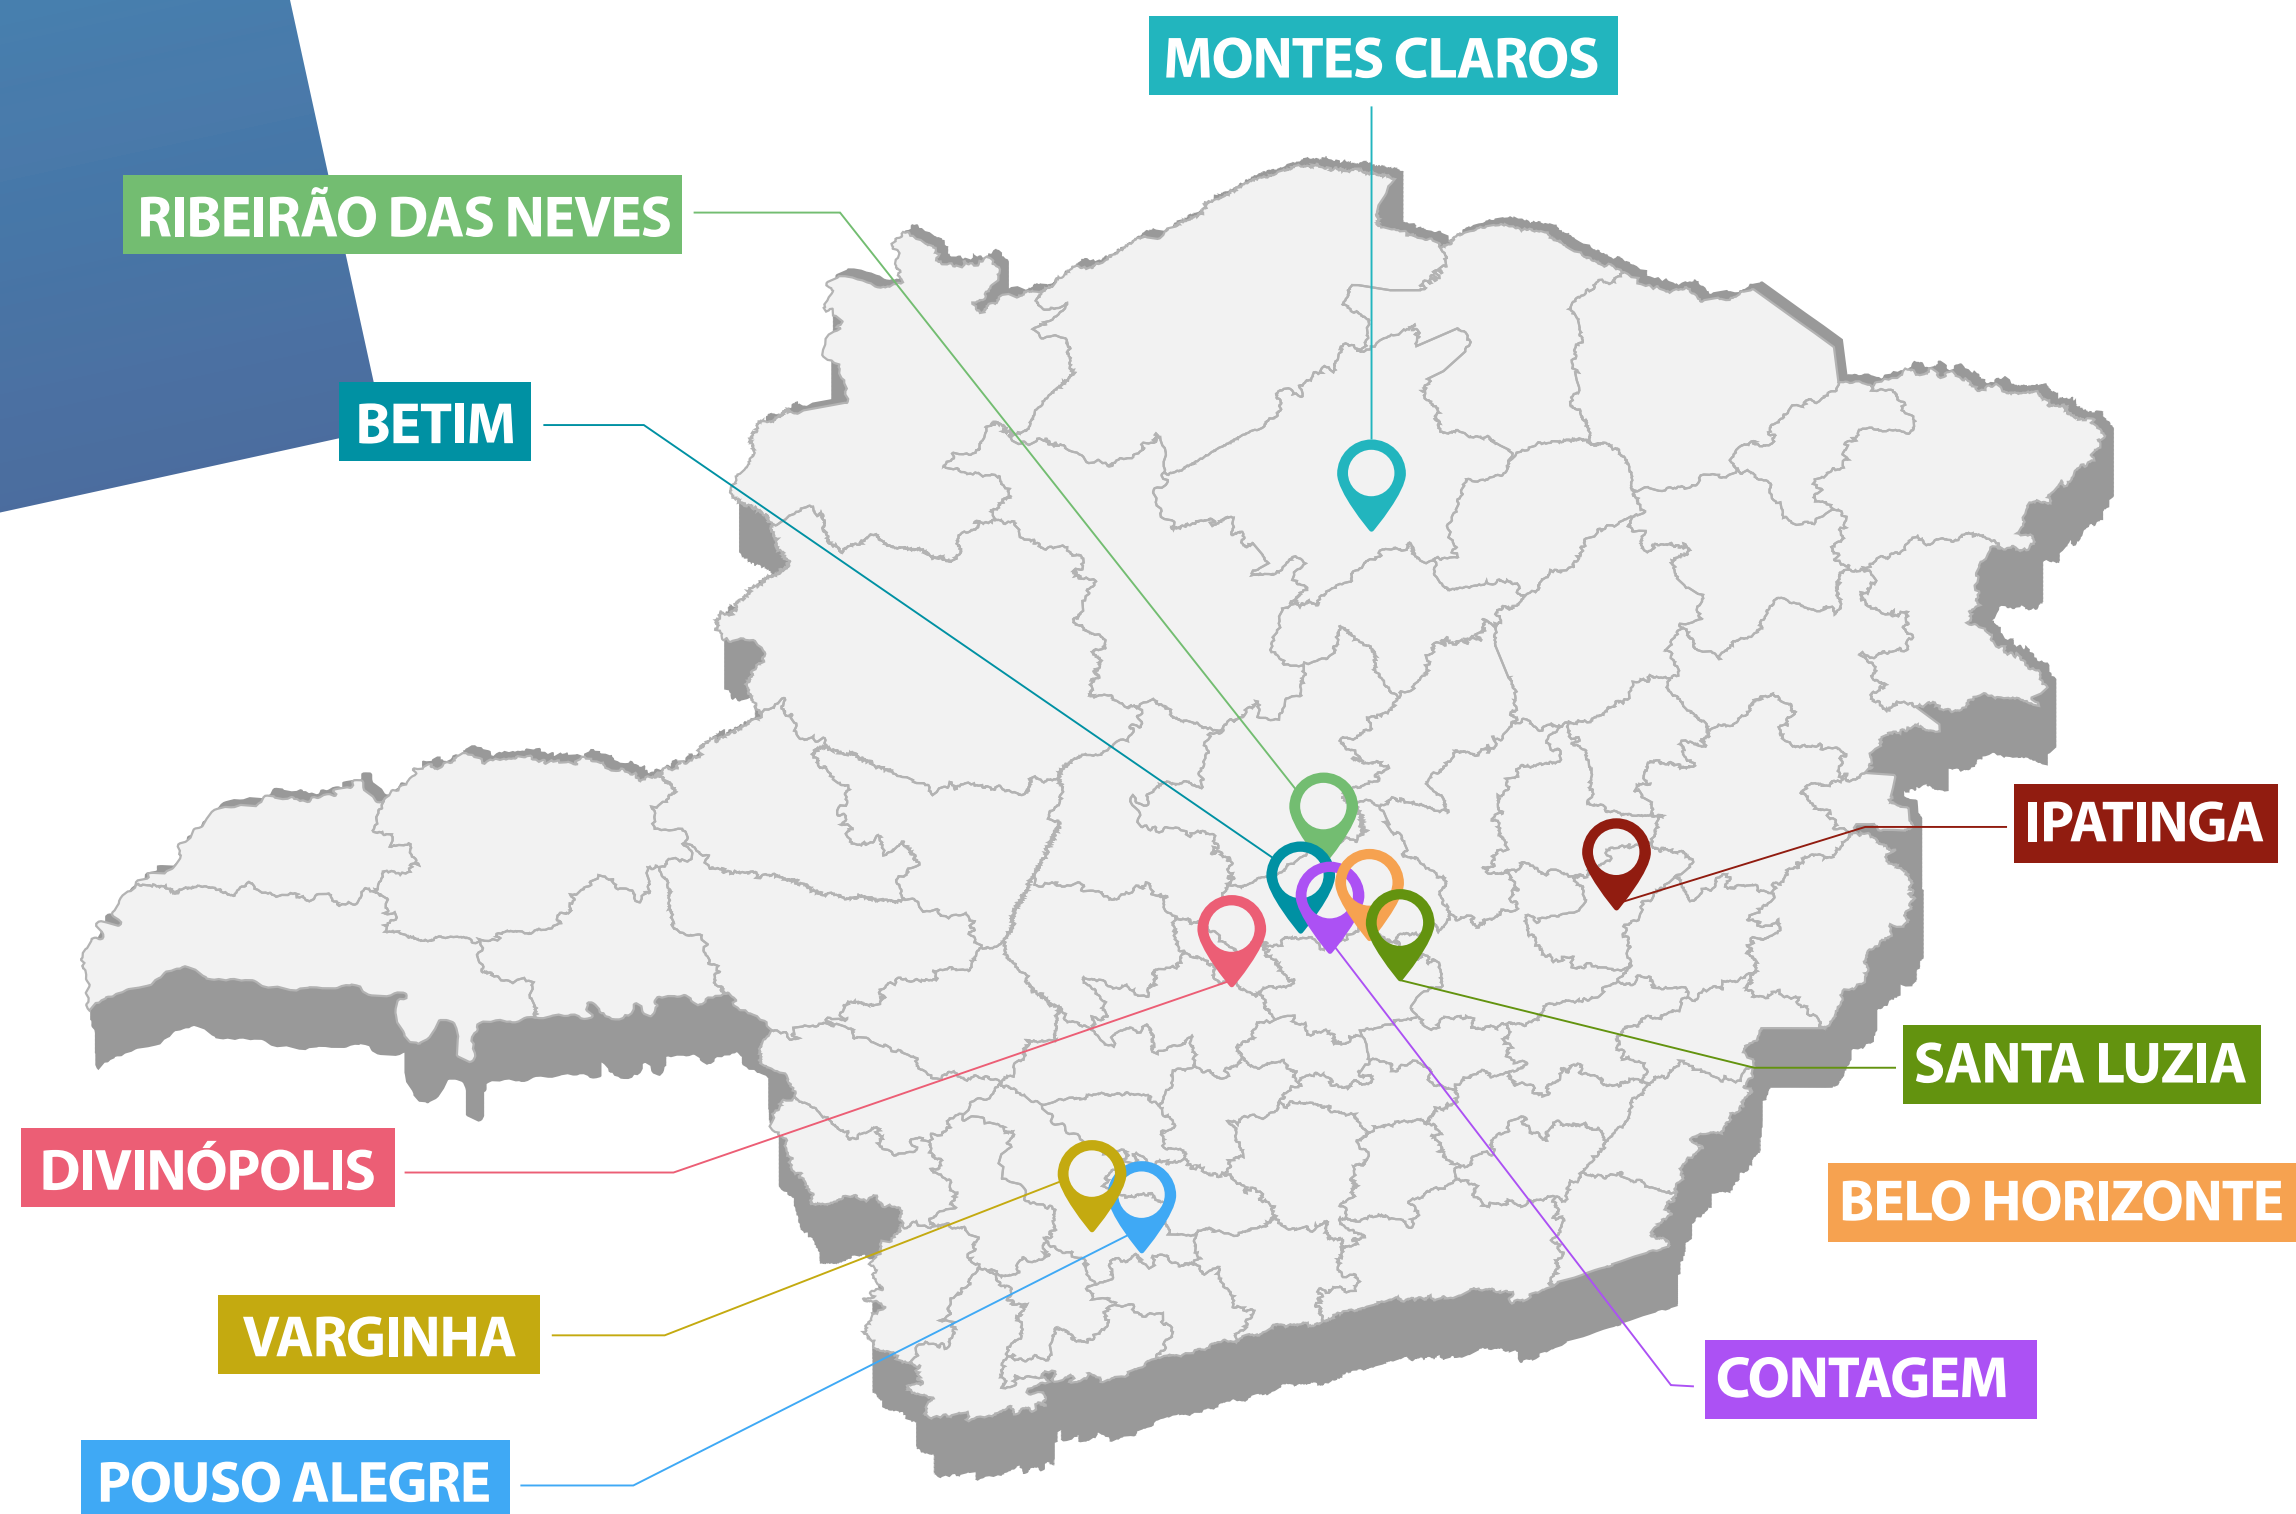 MONTES CLAROS
RIBEIRÃO DAS NEVES
BETIM
IPATINGA
SANTA LUZIA
DIVINÓPOLIS
BELO HORIZONTE
VARGINHA
CONTAGEM
POUSO ALEGRE